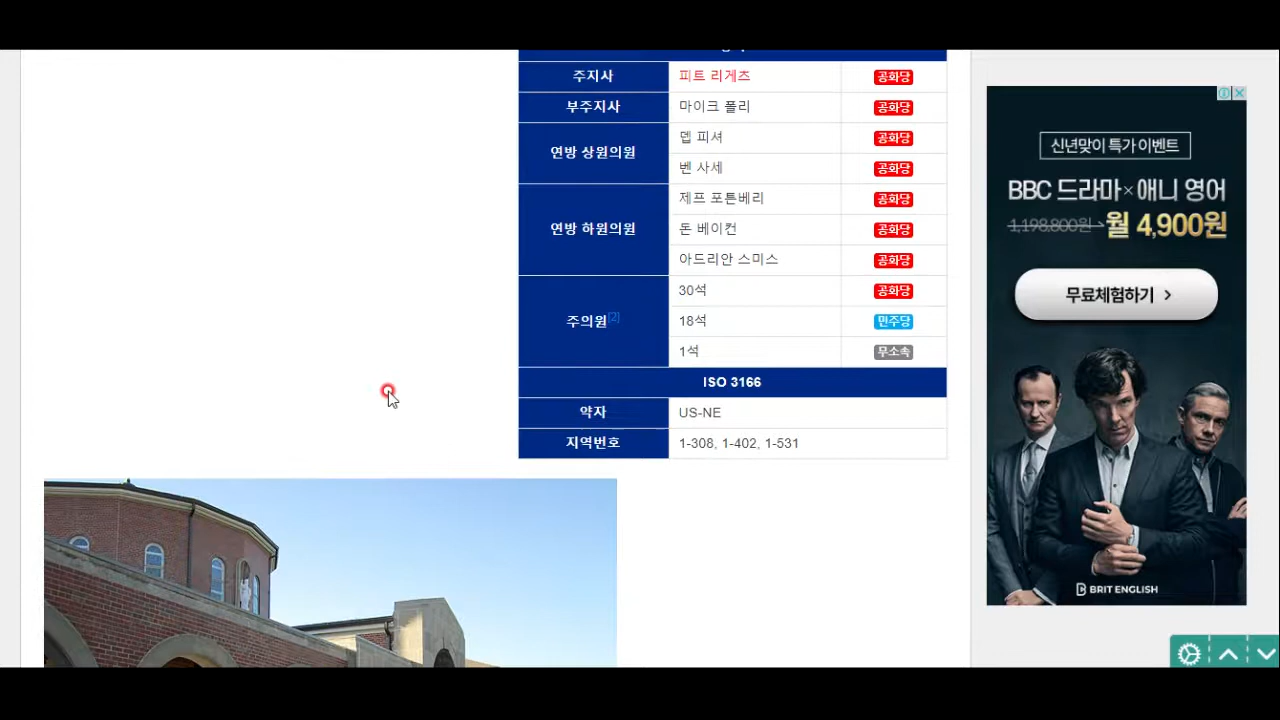 주지사 피트 리게츠 공화당
부주지사 마이크 폴리 공화당
연방 상원의원 뎁 피셔 공화당
벤 사세 공화당
연방 하원의원 제프 포튼베리 공화당
돈 베이컨 공화당
아드리안 스미스 공화당
주의원[2] 30석 공화당
18석 민주당
1석 무소속
ISO 3166
약자 US-NE
지역번호 1-308, 1-402, 1-531
신년맞이 특가 이벤트
BBC 드라마×애니 영어
1,198,800원→월 4,900원
무료체험하기 >
BRIT ENGLISH